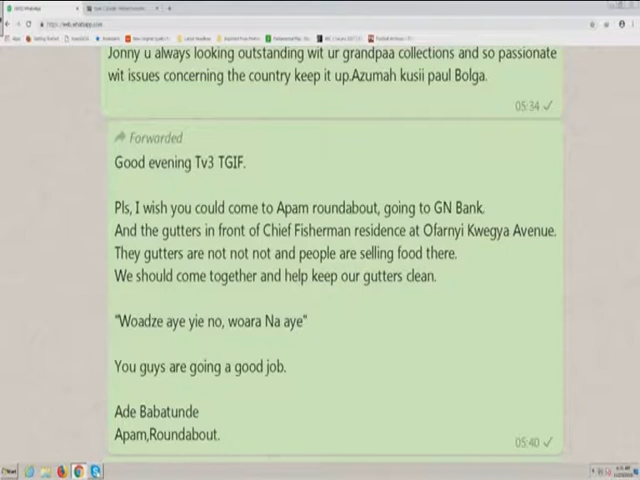 https://web.whatsapp.com
Jonny u always looking outstanding wit ur grandpaa collections and so passionate
wit issues concerning the country keep it up.Azumah kusii paul Bolga.
05:34
Forwarded
Good evening Tv3 TGIF.
Pls, I wish you could come to Apam roundabout, going to GN Bank.
And the gutters in front of Chief Fisherman residence at Ofarnyi Kwegya Avenue.
They gutters are not not not and people are selling food there.
We should come together and help keep our gutters clean.
"Woadze aye yie no, woara Na aye"
You guys are going a good job.
Ade Babatunde
Apam,Roundabout.
05:40
Start